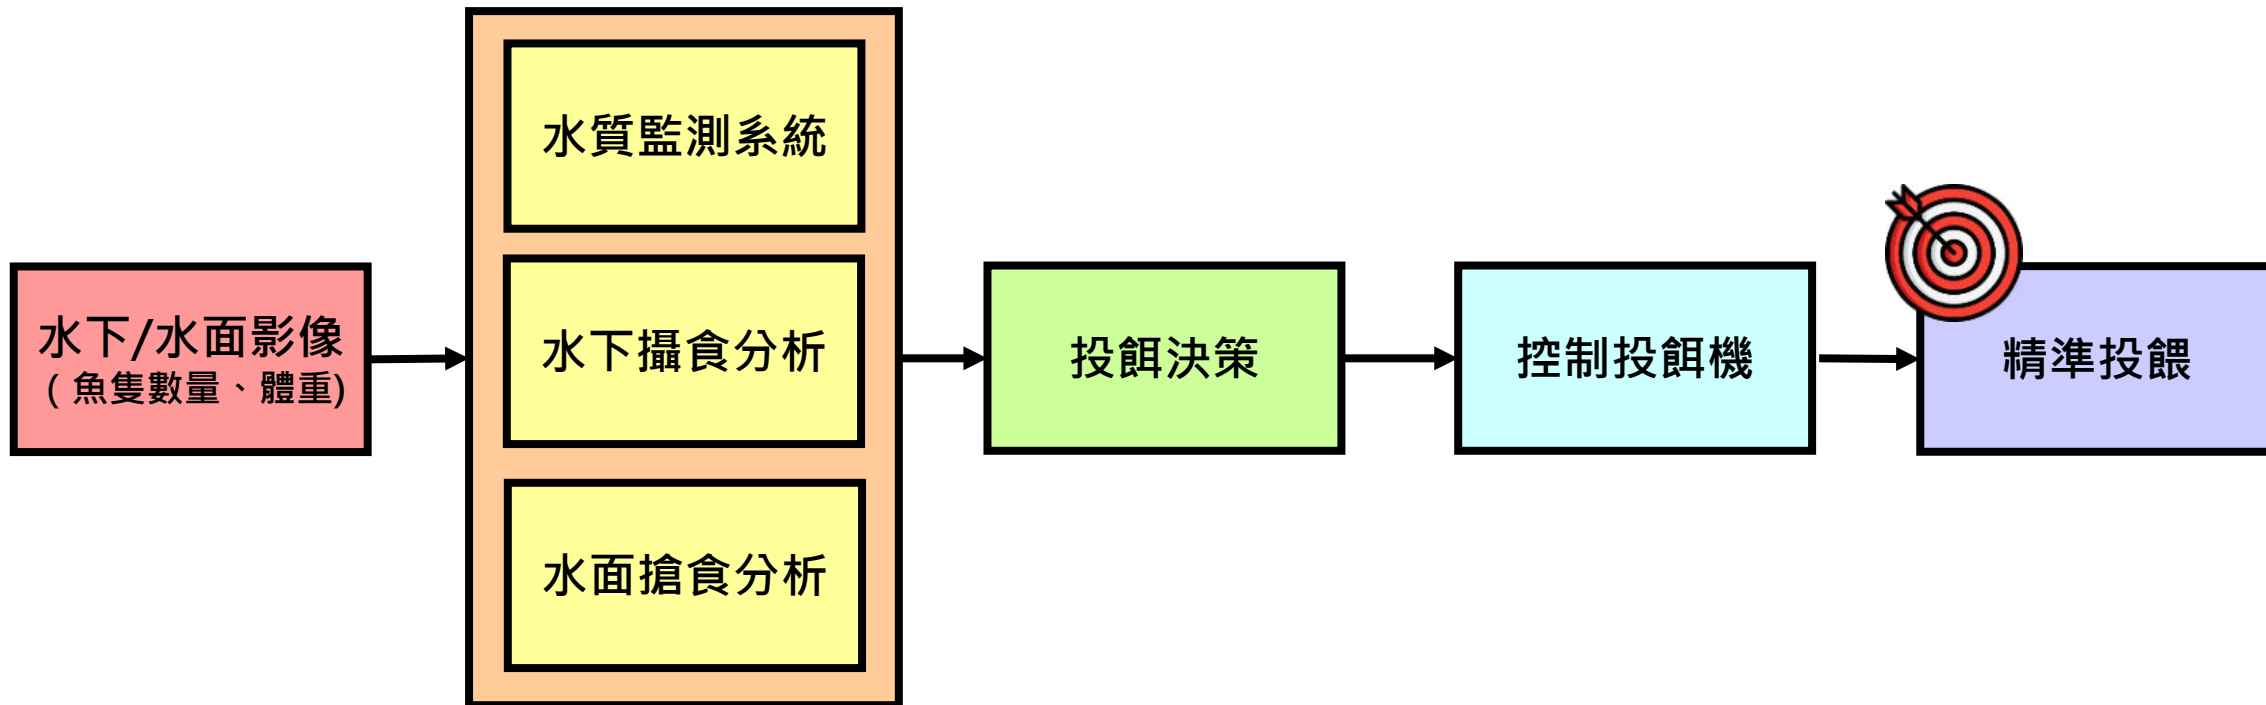 水下/水面影像
( 魚隻數量、體重)
水質監測系統
水下攝食分析
水面搶食分析
投餌決策
控制投餌機
精準投餵